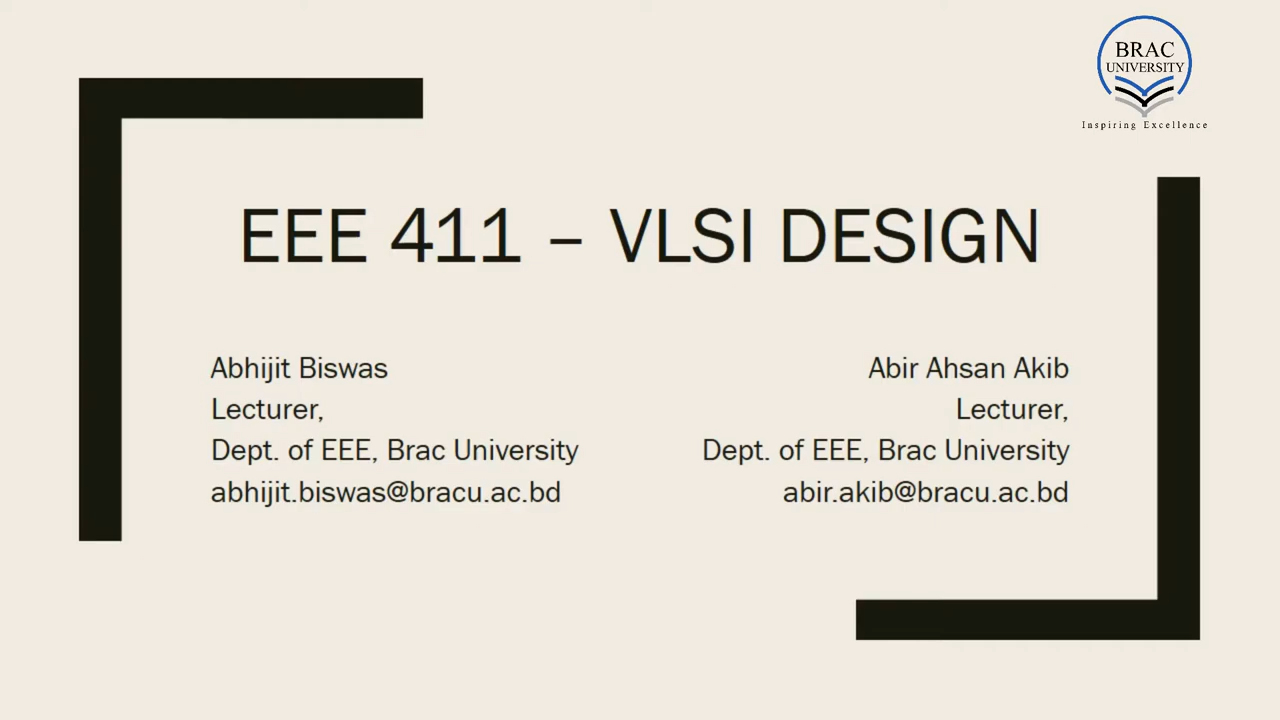 BRAC
UNIVERSITY
Inspiring Excellence
EEE 411 – VLSI DESIGN
Abhijit Biswas
Lecturer,
Dept. of EEE, Brac University
abhijit.biswas@bracu.ac.bd
Abir Ahsan Akib
Lecturer,
Dept. of EEE, Brac University
abir.akib@bracu.ac.bd